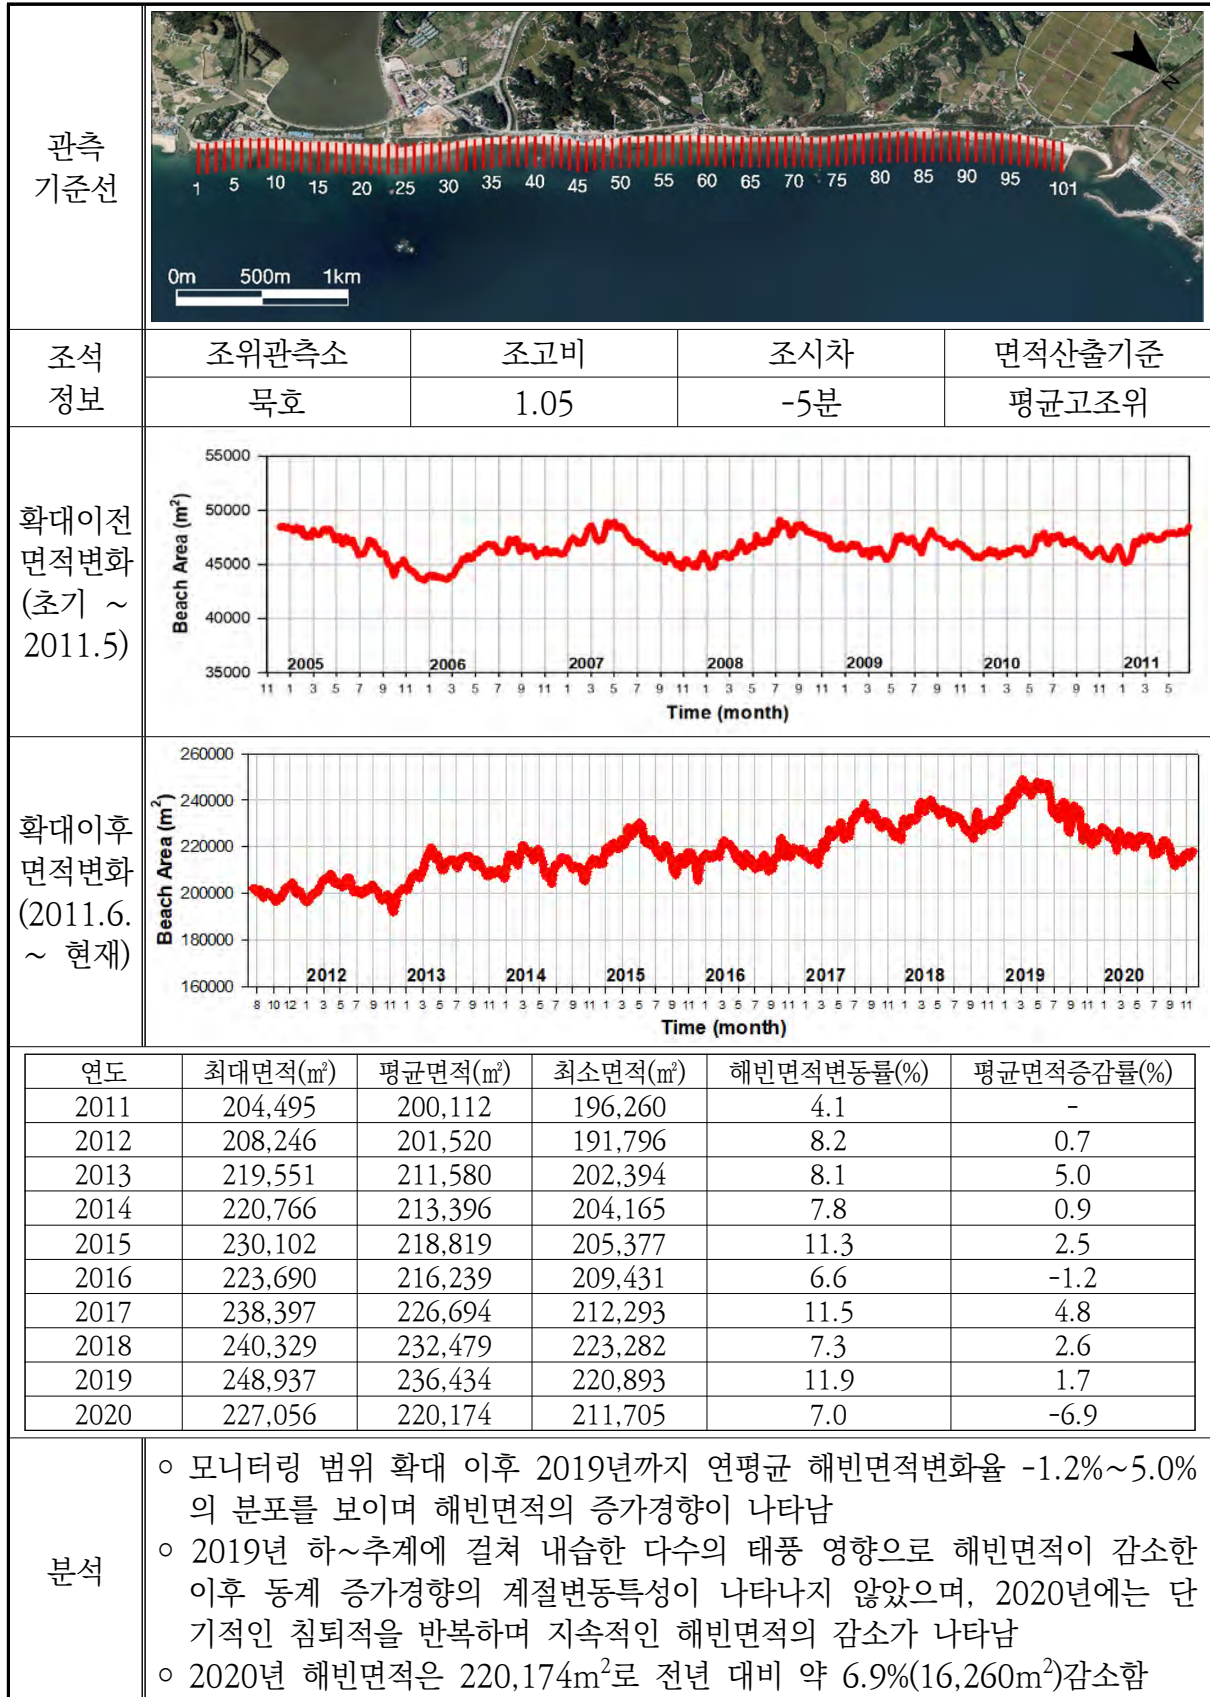 관측
기준선
N
1 5 10 15 20 25 30 35 40 45 50 55 60 65 70 75 80 85 90 95 101
0m 500m 1km
조석
정보
조위관측소 조고비 조시차 면적산출기준
묵호 1.05 -5분 평균고조위
확대이전
면적변화
(초기 ~
2011.5)
Beach Area (m²)
55000
50000
45000
40000
35000
2005 2006 2007 2008 2009 2010 2011
11 1 3 5 7 9 11 1 3 5 7 9 11 1 3 5 7 9 11 1 3 5 7 9 11 1 3 5 7 9 11 1 3 5 7 9 11 1 3 5
Time (month)
확대이후
면적변화
(2011.6.
~ 현재)
Beach Area (m²)
260000
240000
220000
200000
180000
160000
2012 2013 2014 2015 2016 2017 2018 2019 2020
8 10 12 1 3 5 7 9 11 1 3 5 7 9 11 1 3 5 7 9 11 1 3 5 7 9 11 1 3 5 7 9 11 1 3 5 7 9 11 1 3 5 7 9 11 1 3 5 7 9 11 1 3 5 7 9 11
Time (month)
연도 최대면적(㎡) 평균면적(㎡) 최소면적(㎡) 해빈면적변동률(%) 평균면적증감률(%)
2011 204,495 200,112 196,260 4.1 -
2012 208,246 201,520 191,796 8.2 0.7
2013 219,551 211,580 202,394 8.1 5.0
2014 220,766 213,396 204,165 7.8 0.9
2015 230,102 218,819 205,377 11.3 2.5
2016 223,690 216,239 209,431 6.6 -1.2
2017 238,397 226,694 212,293 11.5 4.8
2018 240,329 232,479 223,282 7.3 2.6
2019 248,937 236,434 220,893 11.9 1.7
2020 227,056 220,174 211,705 7.0 -6.9
분석
○ 모니터링 범위 확대 이후 2019년까지 연평균 해빈면적변화율 -1.2%~5.0%
의 분포를 보이며 해빈면적의 증가경향이 나타남
○ 2019년 하~추계에 걸쳐 내습한 다수의 태풍 영향으로 해빈면적이 감소한
이후 동계 증가경향의 계절변동특성이 나타나지 않았으며, 2020년에는 단
기적인 침퇴적을 반복하며 지속적인 해빈면적의 감소가 나타남
○ 2020년 해빈면적은 220,174m²로 전년 대비 약 6.9%(16,260m²)감소함